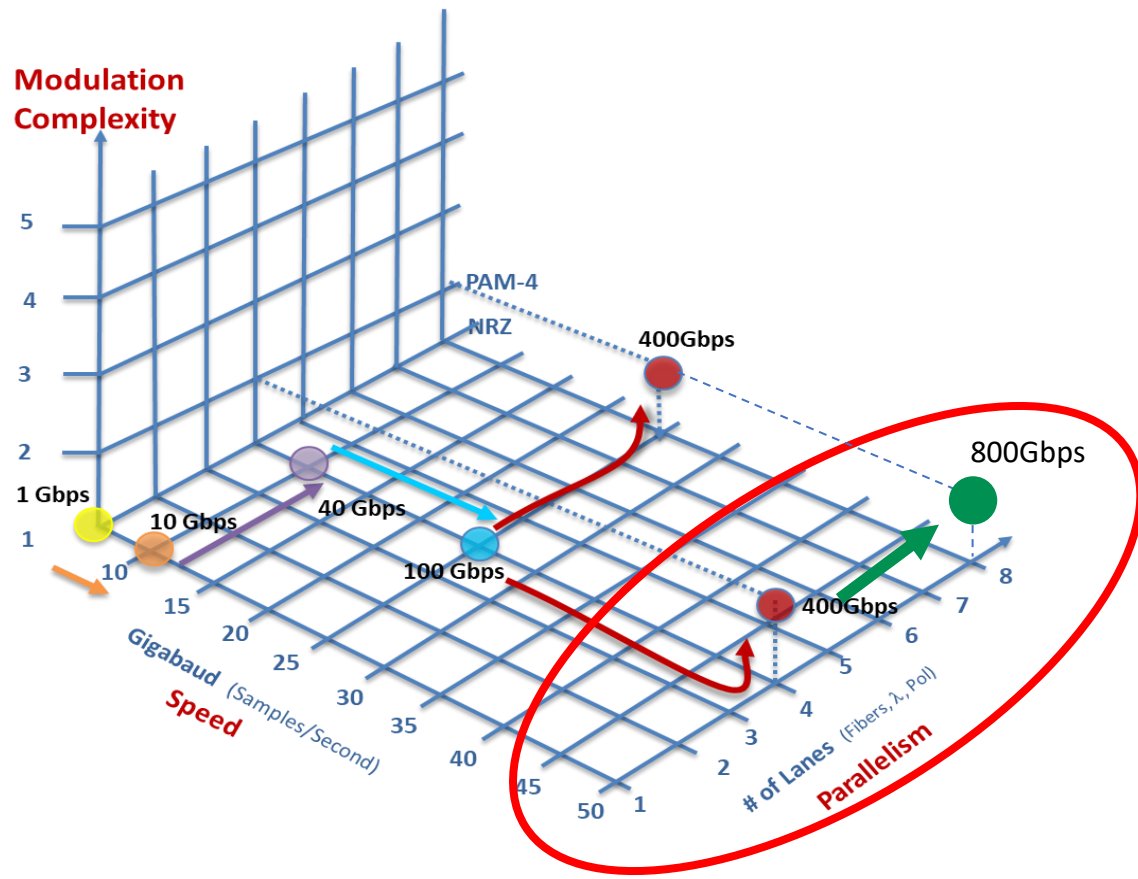 Modulation
Complexity
5
4
3
2
1
PAM-4
NRZ
400Gbps
800Gbps
1 Gbps
10 Gbps
40 Gbps
100 Gbps
400Gbps
10
15
20
25
30
35
40
45
50
Gigabaud (Samples/Second)
Speed
1
2
3
4
5
6
7
8
# of Lanes (Fibers, λ, Pol)
Parallelism